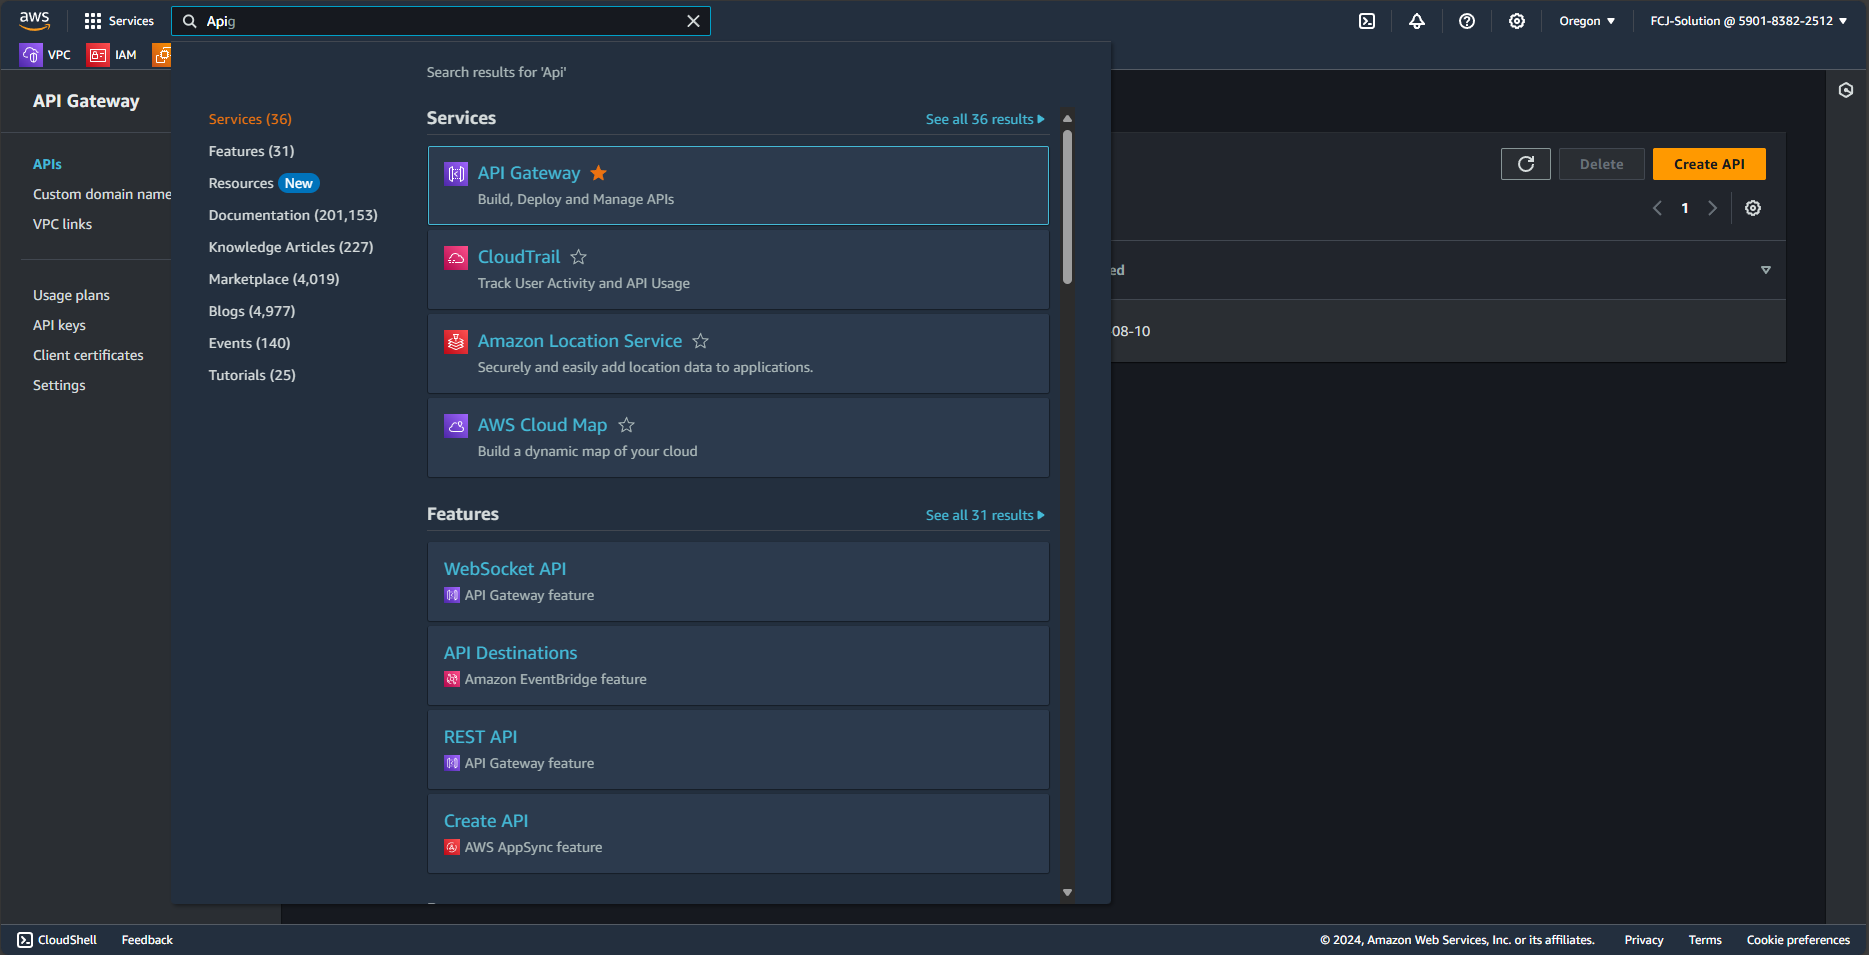 aws
Services
Apig
Oregon
FCJ-Solution @ 5901-8382-2512
VPC
IAM
API Gateway
APIs
Custom domain name
VPC links
Usage plans
API keys
Client certificates
Settings
Search results for 'Api'
Services (36)
Features (31)
Resources New
Documentation (201,153)
Knowledge Articles (227)
Marketplace (4,019)
Blogs (4,977)
Events (140)
Tutorials (25)
Services
See all 36 results
API Gateway
Build, Deploy and Manage APIs
CloudTrail
Track User Activity and API Usage
Amazon Location Service
Securely and easily add location data to applications.
AWS Cloud Map
Build a dynamic map of your cloud
Features
See all 31 results
WebSocket API
API Gateway feature
API Destinations
Amazon EventBridge feature
REST API
API Gateway feature
Create API
AWS AppSync feature
Delete
Create API
1
ed
08-10
CloudShell
Feedback
© 2024, Amazon Web Services, Inc. or its affiliates.
Privacy
Terms
Cookie preferences